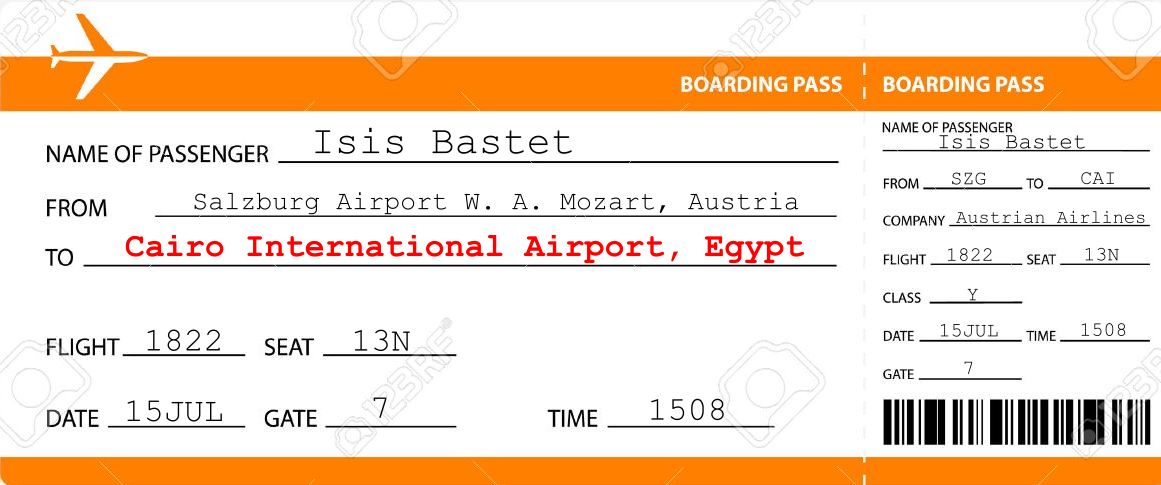 BOARDING PASS
NAME OF PASSENGER Isis Bastet
FROM Salzburg Airport W. A. Mozart, Austria
TO Cairo International Airport, Egypt
FLIGHT 1822 SEAT 13N
DATE 15JUL GATE 7 TIME 1508
BOARDING PASS
NAME OF PASSENGER
Isis Bastet
FROM SZG TO CAI
COMPANY Austrian Airlines
FLIGHT 1822 SEAT 13N
CLASS Y
DATE 15JUL TIME 1508
GATE 7
123RF